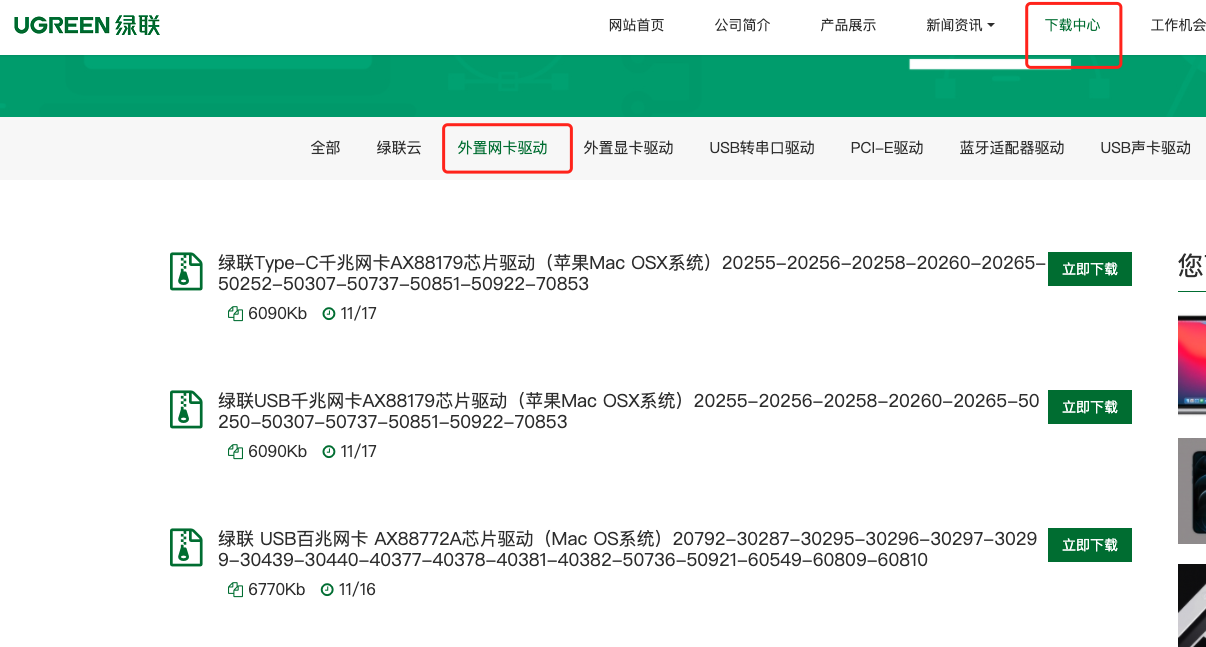 UGREEN 绿联
网站首页
公司简介
产品展示
新闻资讯
下载中心
工作机会
全部
绿联云
外置网卡驱动
外置显卡驱动
USB转串口驱动
PCI-E驱动
蓝牙适配器驱动
USB声卡驱动
绿联Type-C千兆网卡AX88179芯片驱动（苹果Mac OSX系统）20255-20256-20258-20260-20265-
50252-50307-50737-50851-50922-70853
立即下载
6090Kb 11/17
您
绿联USB千兆网卡AX88179芯片驱动（苹果Mac OSX系统）20255-20256-20258-20260-20265-50
250-50307-50737-50851-50922-70853
立即下载
6090Kb 11/17
绿联 USB百兆网卡 AX88772A芯片驱动（Mac OS系统）20792-30287-30295-30296-30297-3029
9-30439-30440-40377-40378-40381-40382-50736-50921-60549-60809-60810
立即下载
6770Kb 11/16